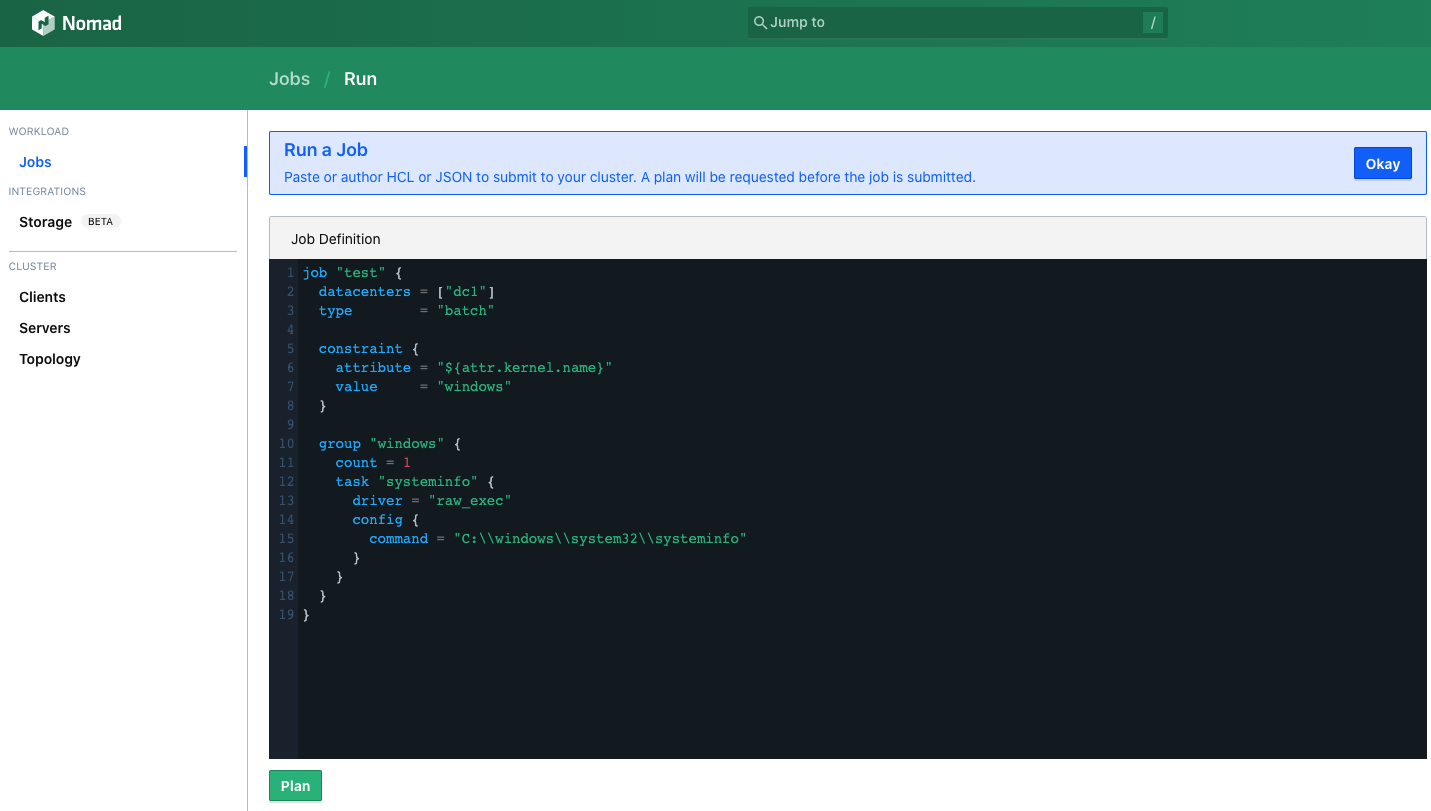 Nomad
Jump to /
Jobs / Run
WORKLOAD
Jobs
INTEGRATIONS
Storage BETA
CLUSTER
Clients
Servers
Topology
Run a Job
Paste or author HCL or JSON to submit to your cluster. A plan will be requested before the job is submitted.
Okay
Job Definition
1 job "test" {
2   datacenters = ["dc1"]
3   type        = "batch"
4
5   constraint {
6     attribute = "${attr.kernel.name}"
7     value     = "windows"
8   }
9
10   group "windows" {
11     count = 1
12     task "systeminfo" {
13       driver = "raw_exec"
14       config {
15         command = "C:\\windows\\system32\\systeminfo"
16       }
17     }
18   }
19 }
Plan